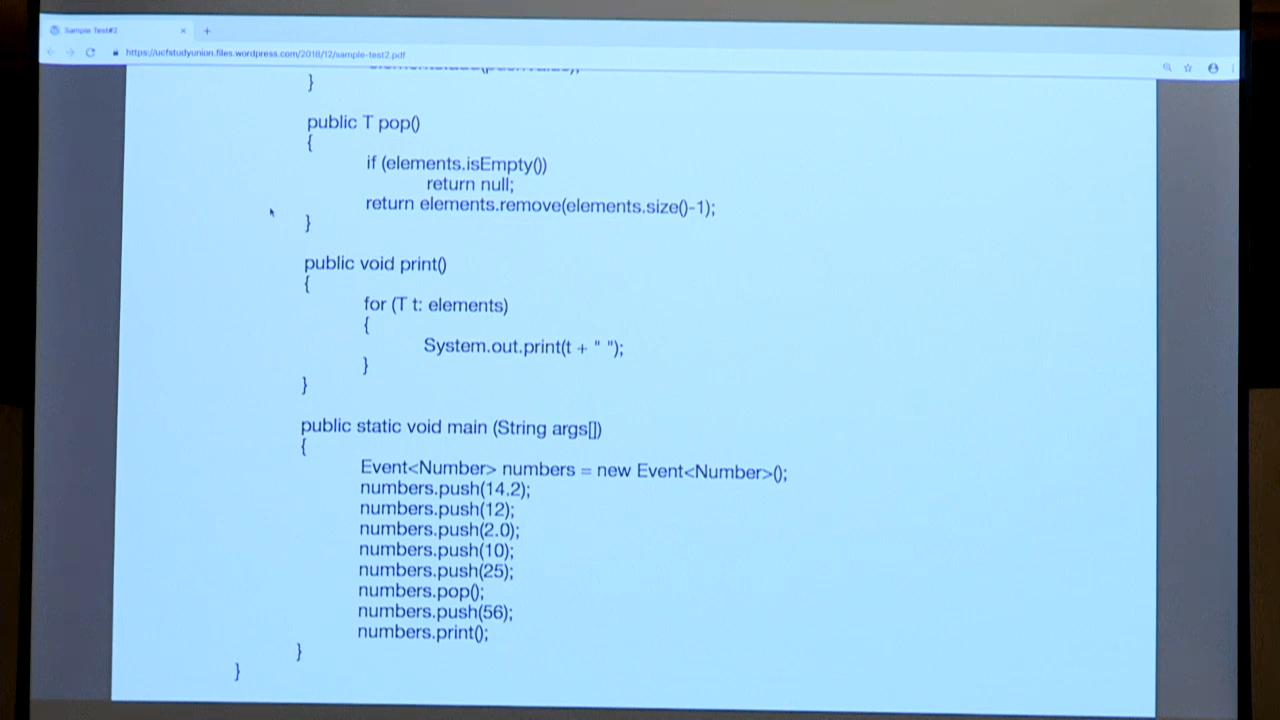 Sample Test#2
https://ucfstudyunion.files.wordpress.com/2018/12/sample-test2.pdf
}
public T pop()
{
if (elements.isEmpty())
return null;
return elements.remove(elements.size()-1);
}
public void print()
{
for (T t: elements)
{
System.out.print(t + " ");
}
}
public static void main (String args[])
{
Event<Number> numbers = new Event<Number>();
numbers.push(14.2);
numbers.push(12);
numbers.push(2.0);
numbers.push(10);
numbers.push(25);
numbers.pop();
numbers.push(56);
numbers.print();
}
}